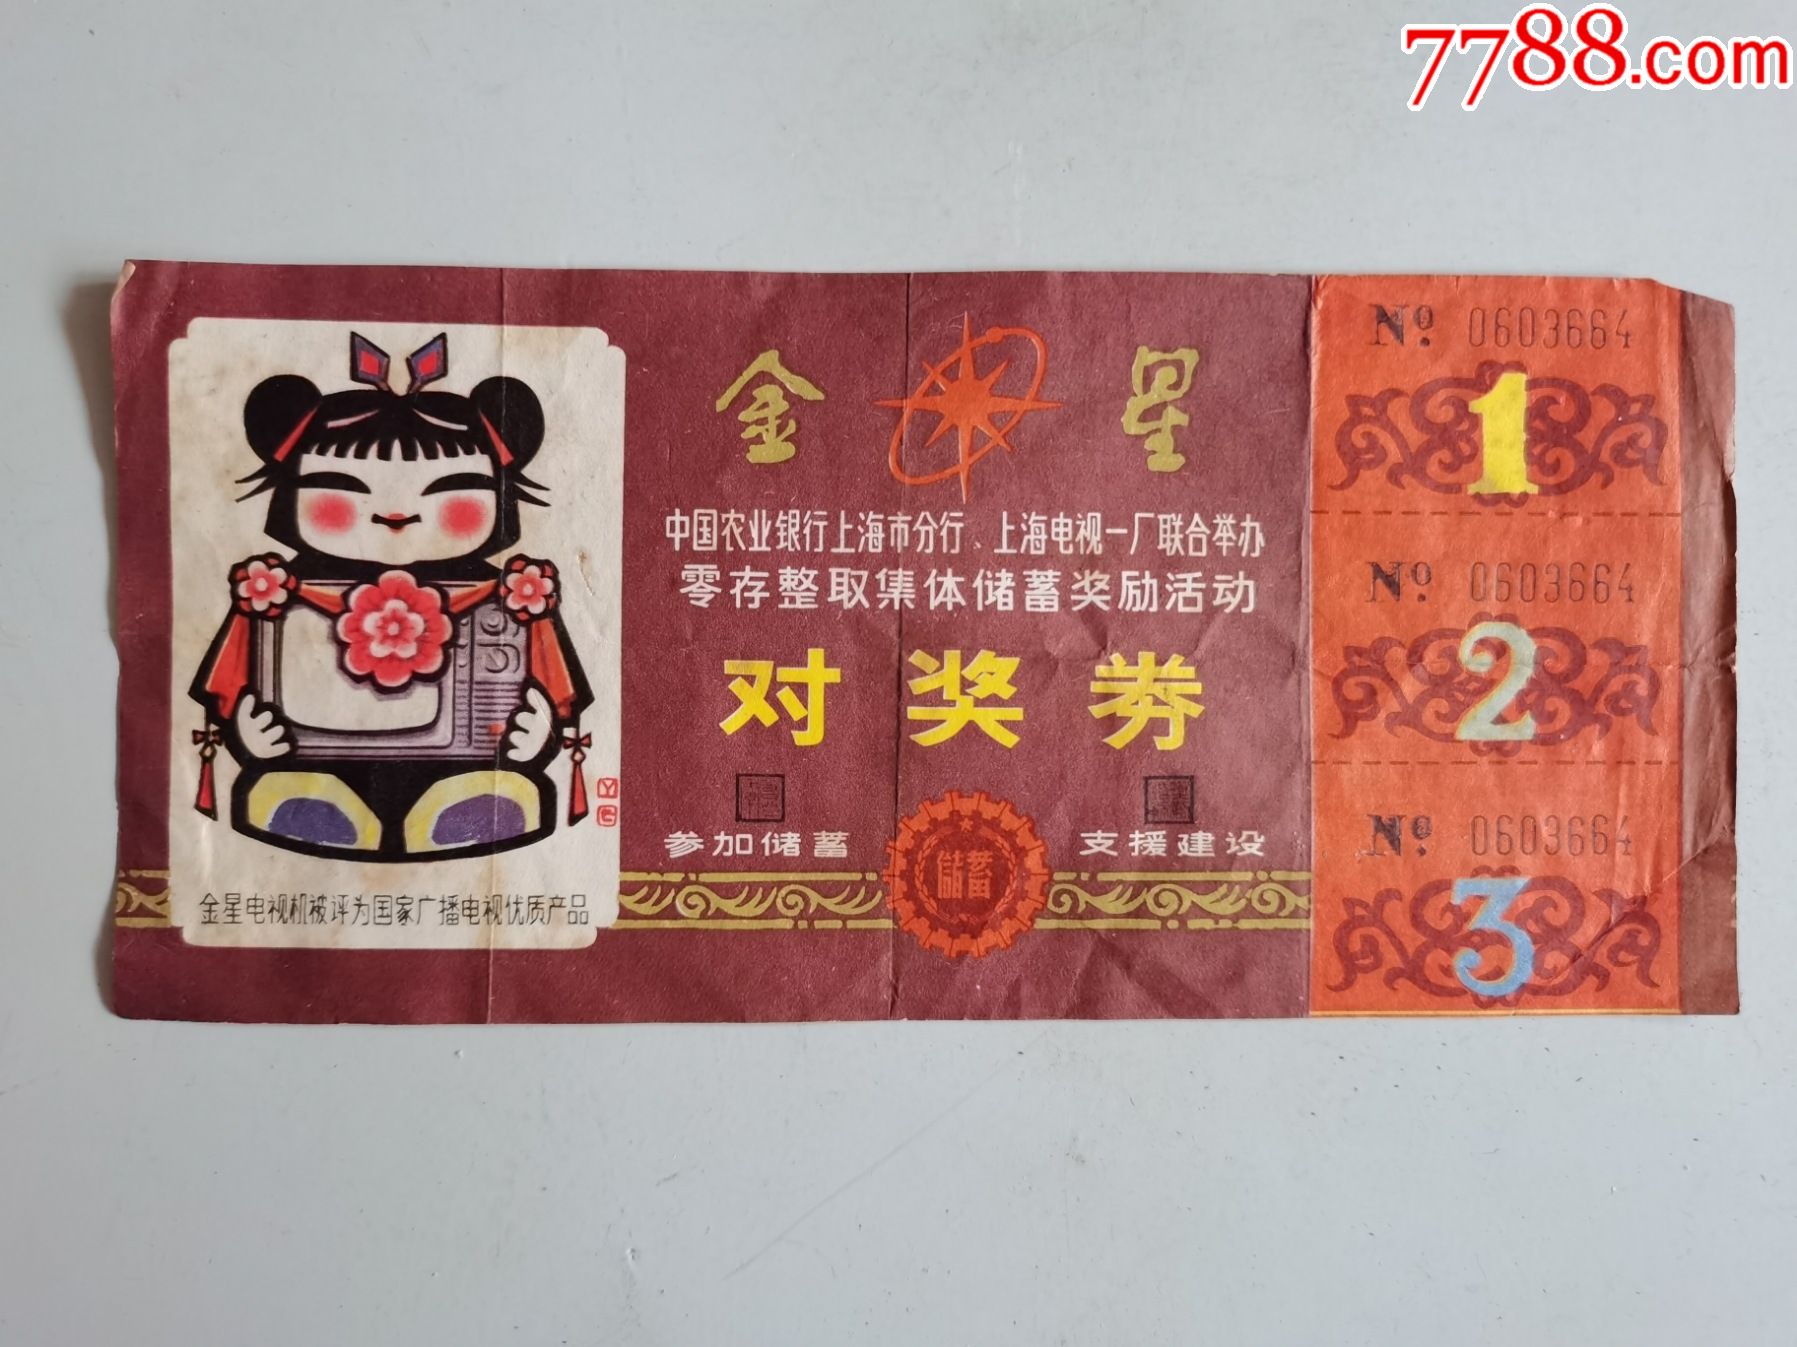 7788.com
金星
中国农业银行上海市分行、上海电视一厂联合举办
零存整取集体储蓄奖励活动
对奖券
参加储蓄 支援建设
儲蓄
金星电视机被评为国家广播电视优质产品
Nº 0603664
1
Nº 0603664
2
Nº 0603664
3